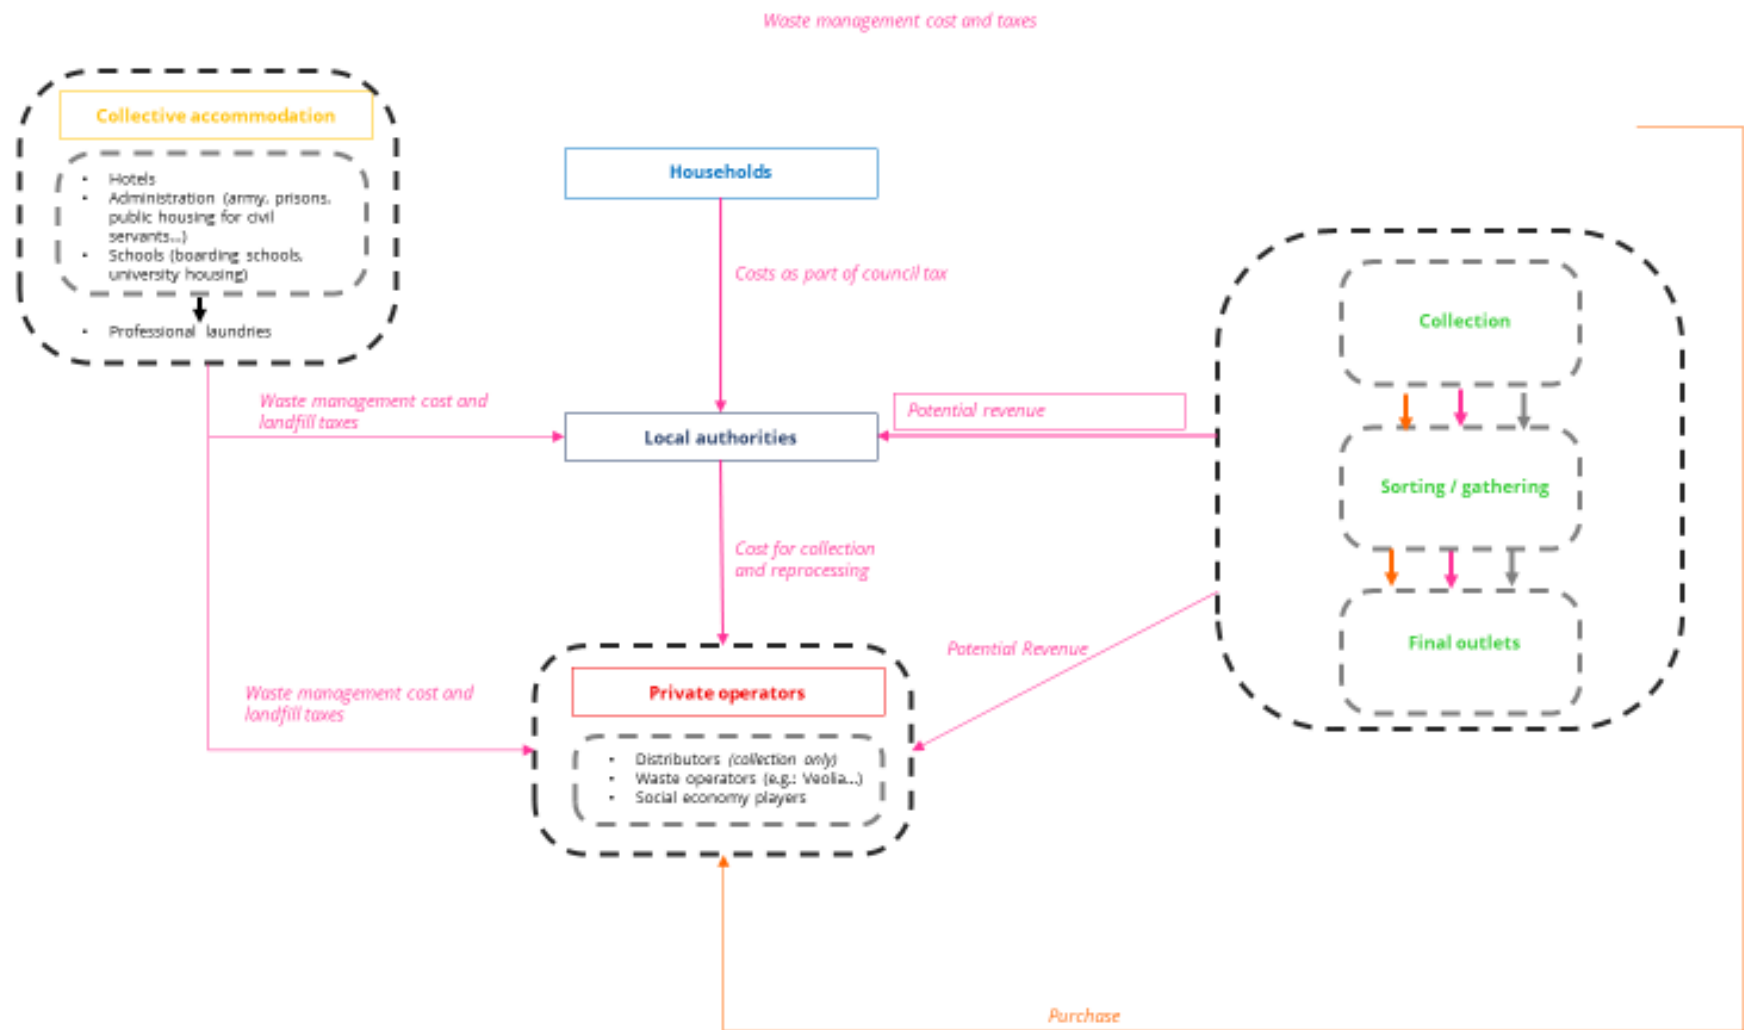 Waste management cost and taxes
Collective accommodation
• Hotels
• Administration (army, prisons,
public housing for civil
servants...)
• Schools (boarding schools,
university housing)
• Professional laundries
Households
Costs as part of council tax
Waste management cost and
landfill taxes
Local authorities
Potential revenue
Collection
Sorting / gathering
Final outlets
Cost for collection
and reprocessing
Potential Revenue
Waste management cost and
landfill taxes
Private operators
• Distributors (collection only)
• Waste operators (e.g.: Veolia...)
• Social economy players
Purchase